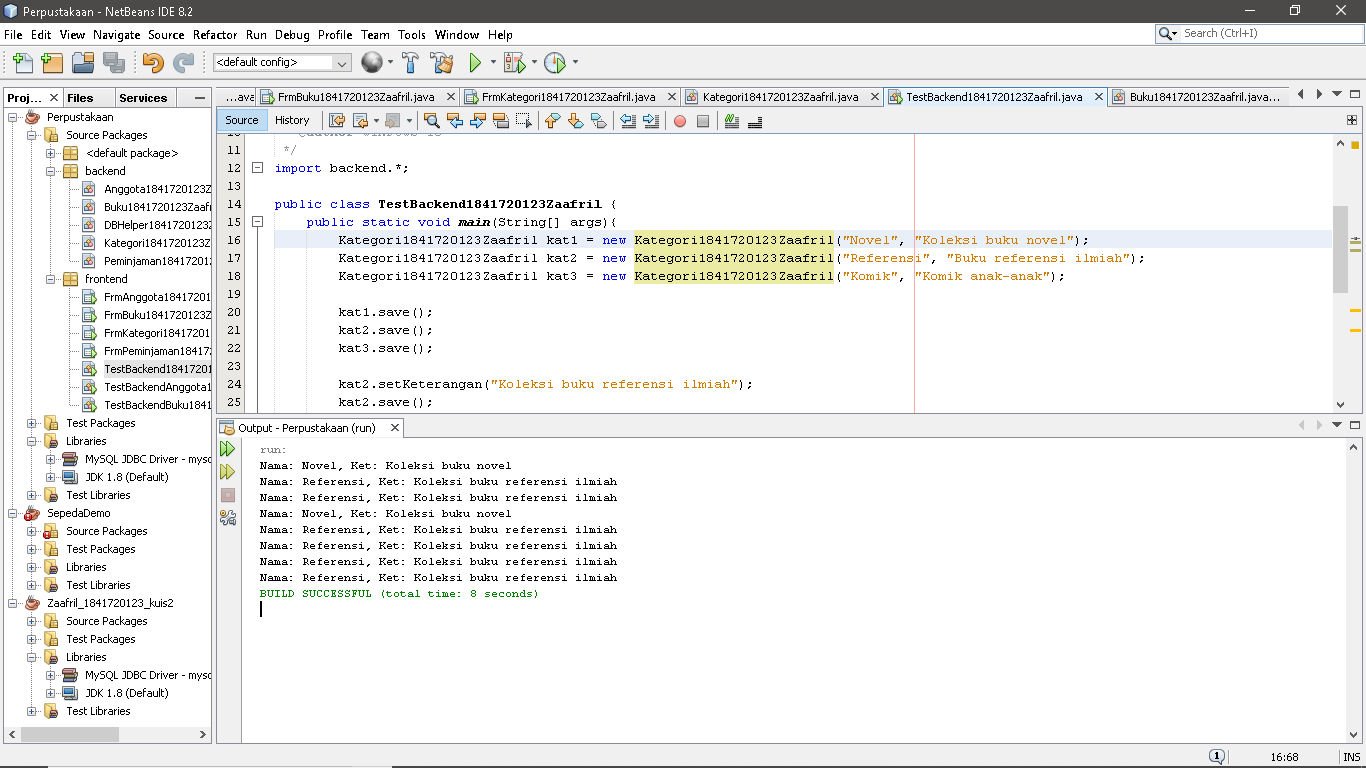 Perpustakaan - NetBeans IDE 8.2
File Edit View Navigate Source Refactor Run Debug Profile Team Tools Window Help
Search (Ctrl+I)
<default config>
Proj... Files Services
...ava FrmBuku1841720123Zaafril.java FrmKategori1841720123Zaafril.java Kategori1841720123Zaafril.java TestBackend1841720123Zaafril.java Buku1841720123Zaafril.java...
Source History
Perpustakaan
Source Packages
<default package>
backend
Anggota1841720123Z
Buku1841720123Zaafr
DBHelper1841720123Z
Kategori1841720123Z
Peminjaman1841720123
frontend
FrmAnggota18417201
FrmBuku1841720123Z
FrmKategori1841720
FrmPeminjaman18417
TestBackend18417201
TestBackendAnggota1
TestBackendBuku1841
Test Packages
Libraries
MySQL JDBC Driver - mysq
JDK 1.8 (Default)
Test Libraries
SepedaDemo
Source Packages
Test Packages
Libraries
Test Libraries
Zaafril_1841720123_kuis2
Source Packages
Test Packages
Libraries
MySQL JDBC Driver - mysq
JDK 1.8 (Default)
Test Libraries
11 */
12 import backend.*;
13
14 public class TestBackend1841720123Zaafril {
15 public static void main(String[] args){
16 Kategori1841720123Zaafril kat1 = new Kategori1841720123Zaafril("Novel", "Koleksi buku novel");
17 Kategori1841720123Zaafril kat2 = new Kategori1841720123Zaafril("Referensi", "Buku referensi ilmiah");
18 Kategori1841720123Zaafril kat3 = new Kategori1841720123Zaafril("Komik", "Komik anak-anak");
19
20 kat1.save();
21 kat2.save();
22 kat3.save();
23
24 kat2.setKeterangan("Koleksi buku referensi ilmiah");
25 kat2.save();
Output - Perpustakaan (run)
run:
Nama: Novel, Ket: Koleksi buku novel
Nama: Referensi, Ket: Koleksi buku referensi ilmiah
Nama: Referensi, Ket: Koleksi buku referensi ilmiah
Nama: Novel, Ket: Koleksi buku novel
Nama: Referensi, Ket: Koleksi buku referensi ilmiah
Nama: Referensi, Ket: Koleksi buku referensi ilmiah
Nama: Referensi, Ket: Koleksi buku referensi ilmiah
Nama: Referensi, Ket: Koleksi buku referensi ilmiah
BUILD SUCCESSFUL (total time: 8 seconds)
1 16:68 INS